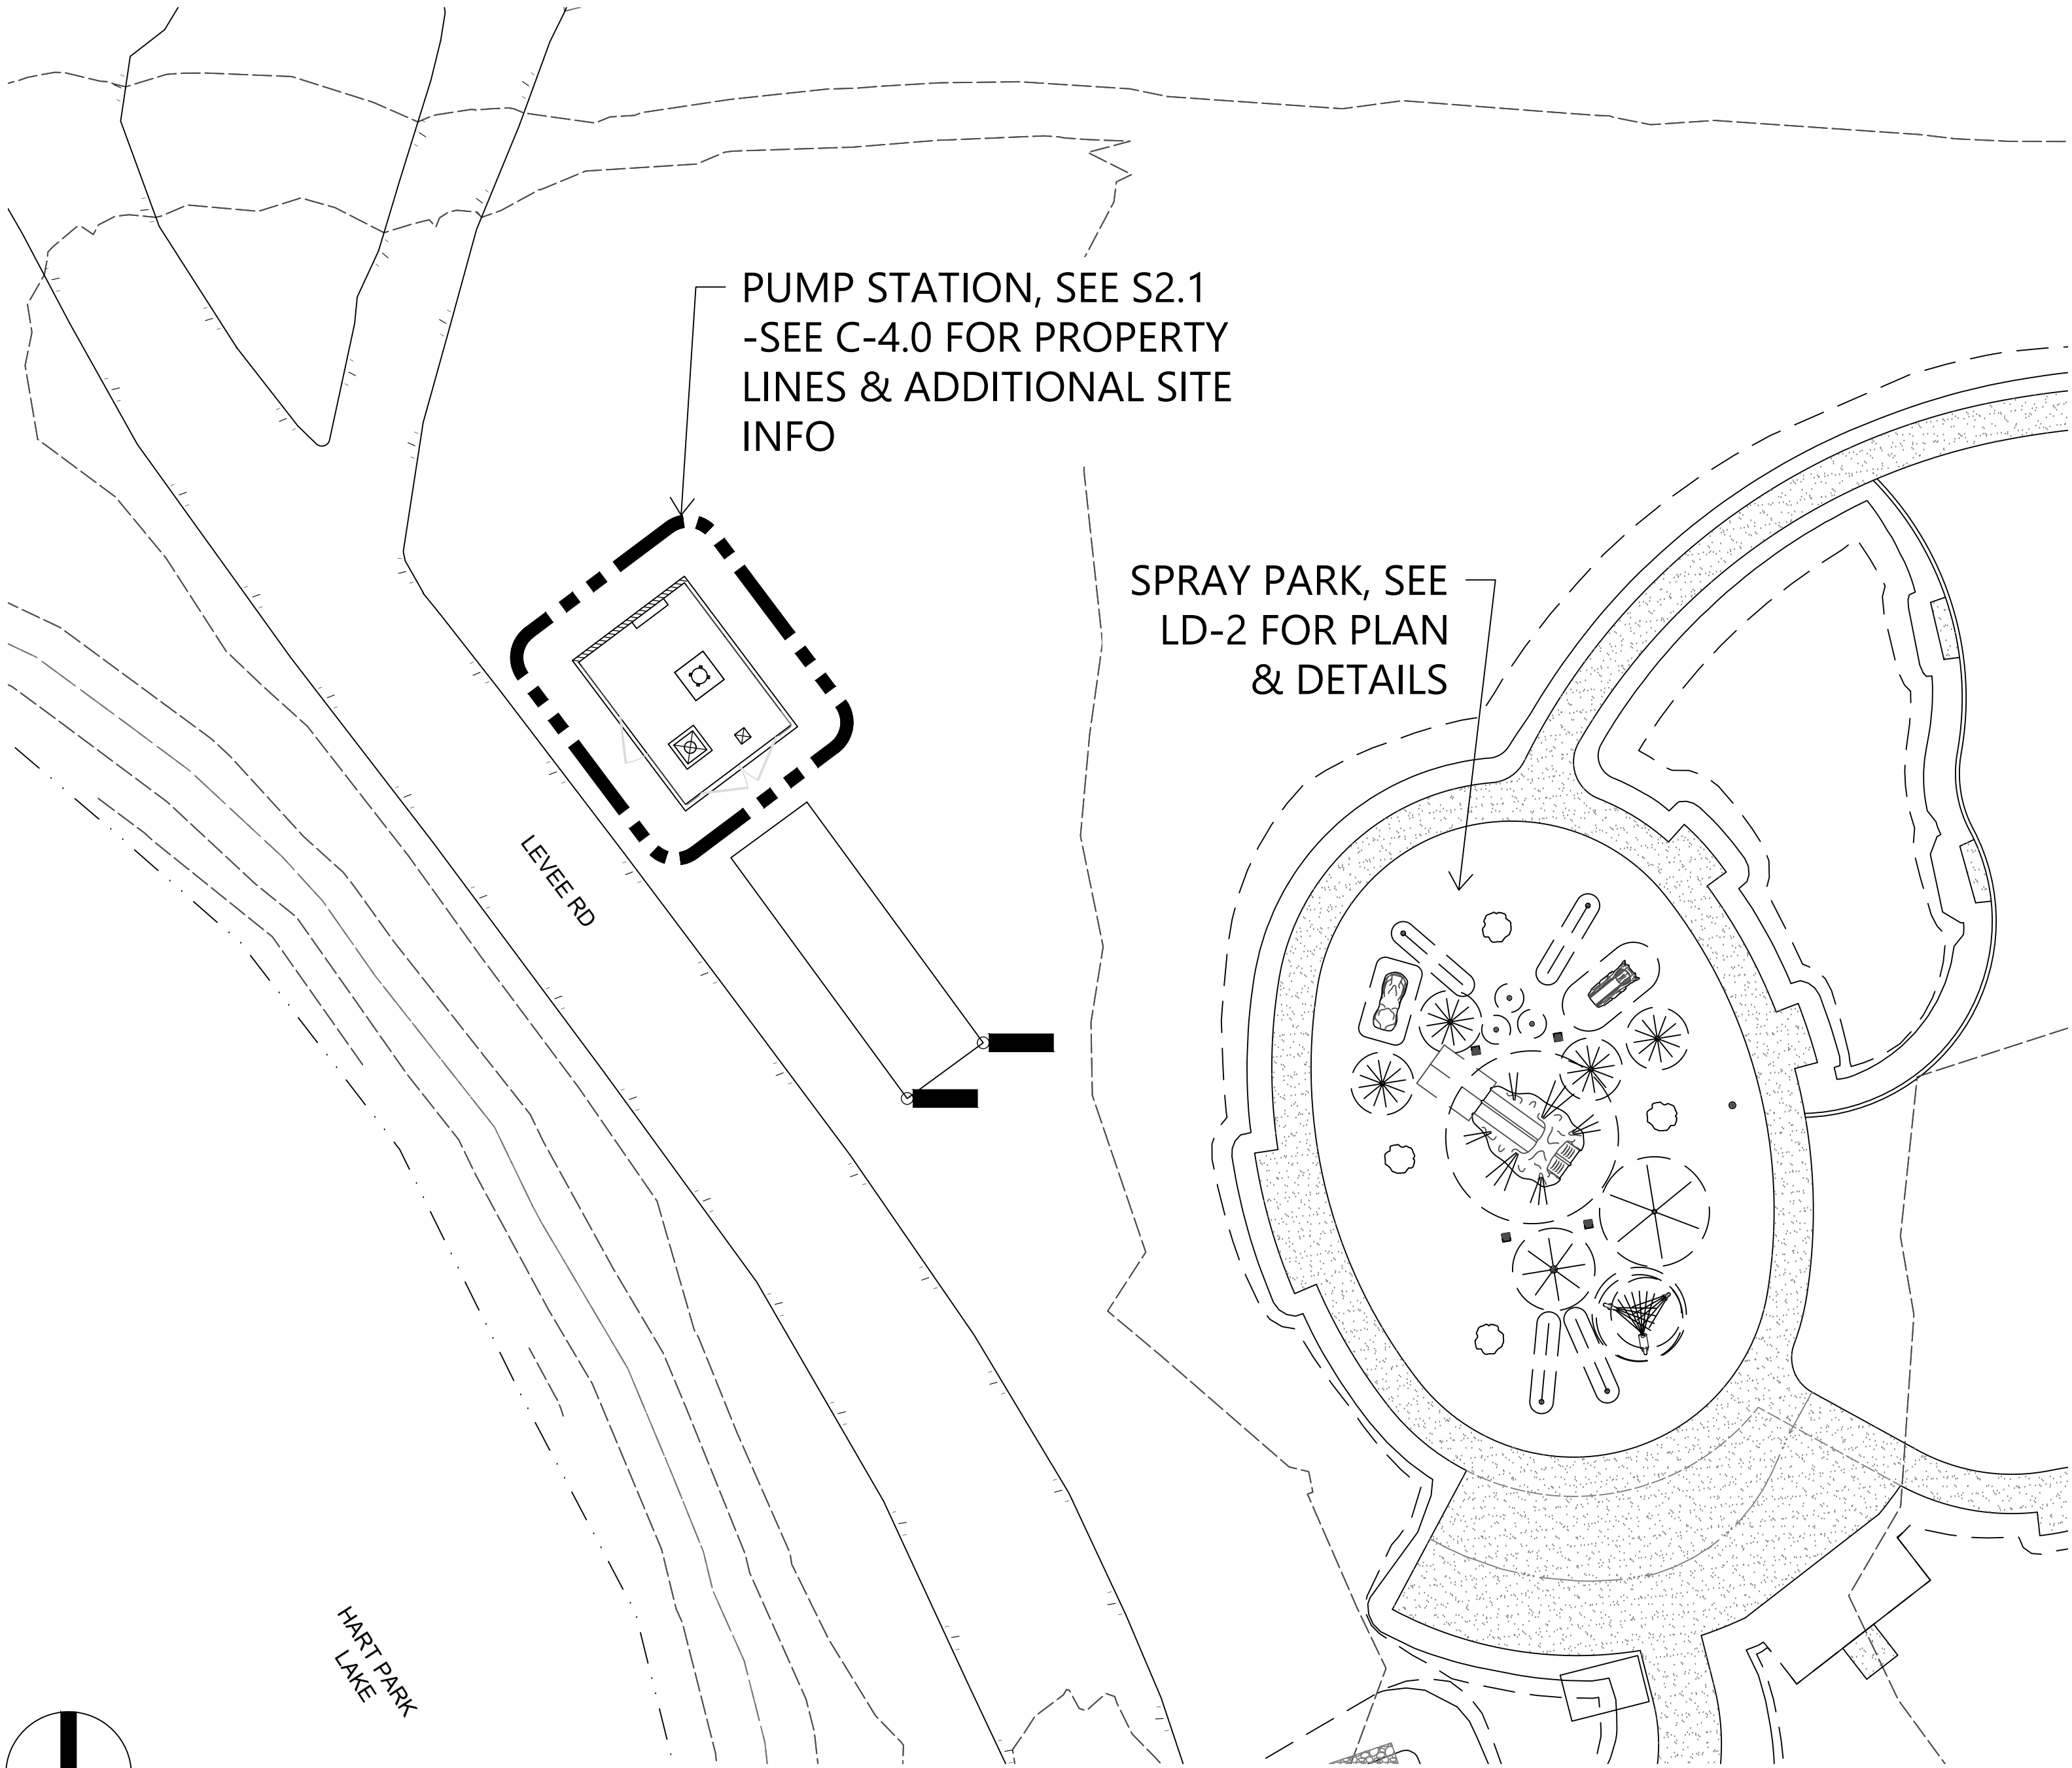 PUMP STATION, SEE S2.1
-SEE C-4.0 FOR PROPERTY
LINES & ADDITIONAL SITE
INFO
SPRAY PARK, SEE
LD-2 FOR PLAN
& DETAILS
LEVEE RD
HART PARK
LAKE